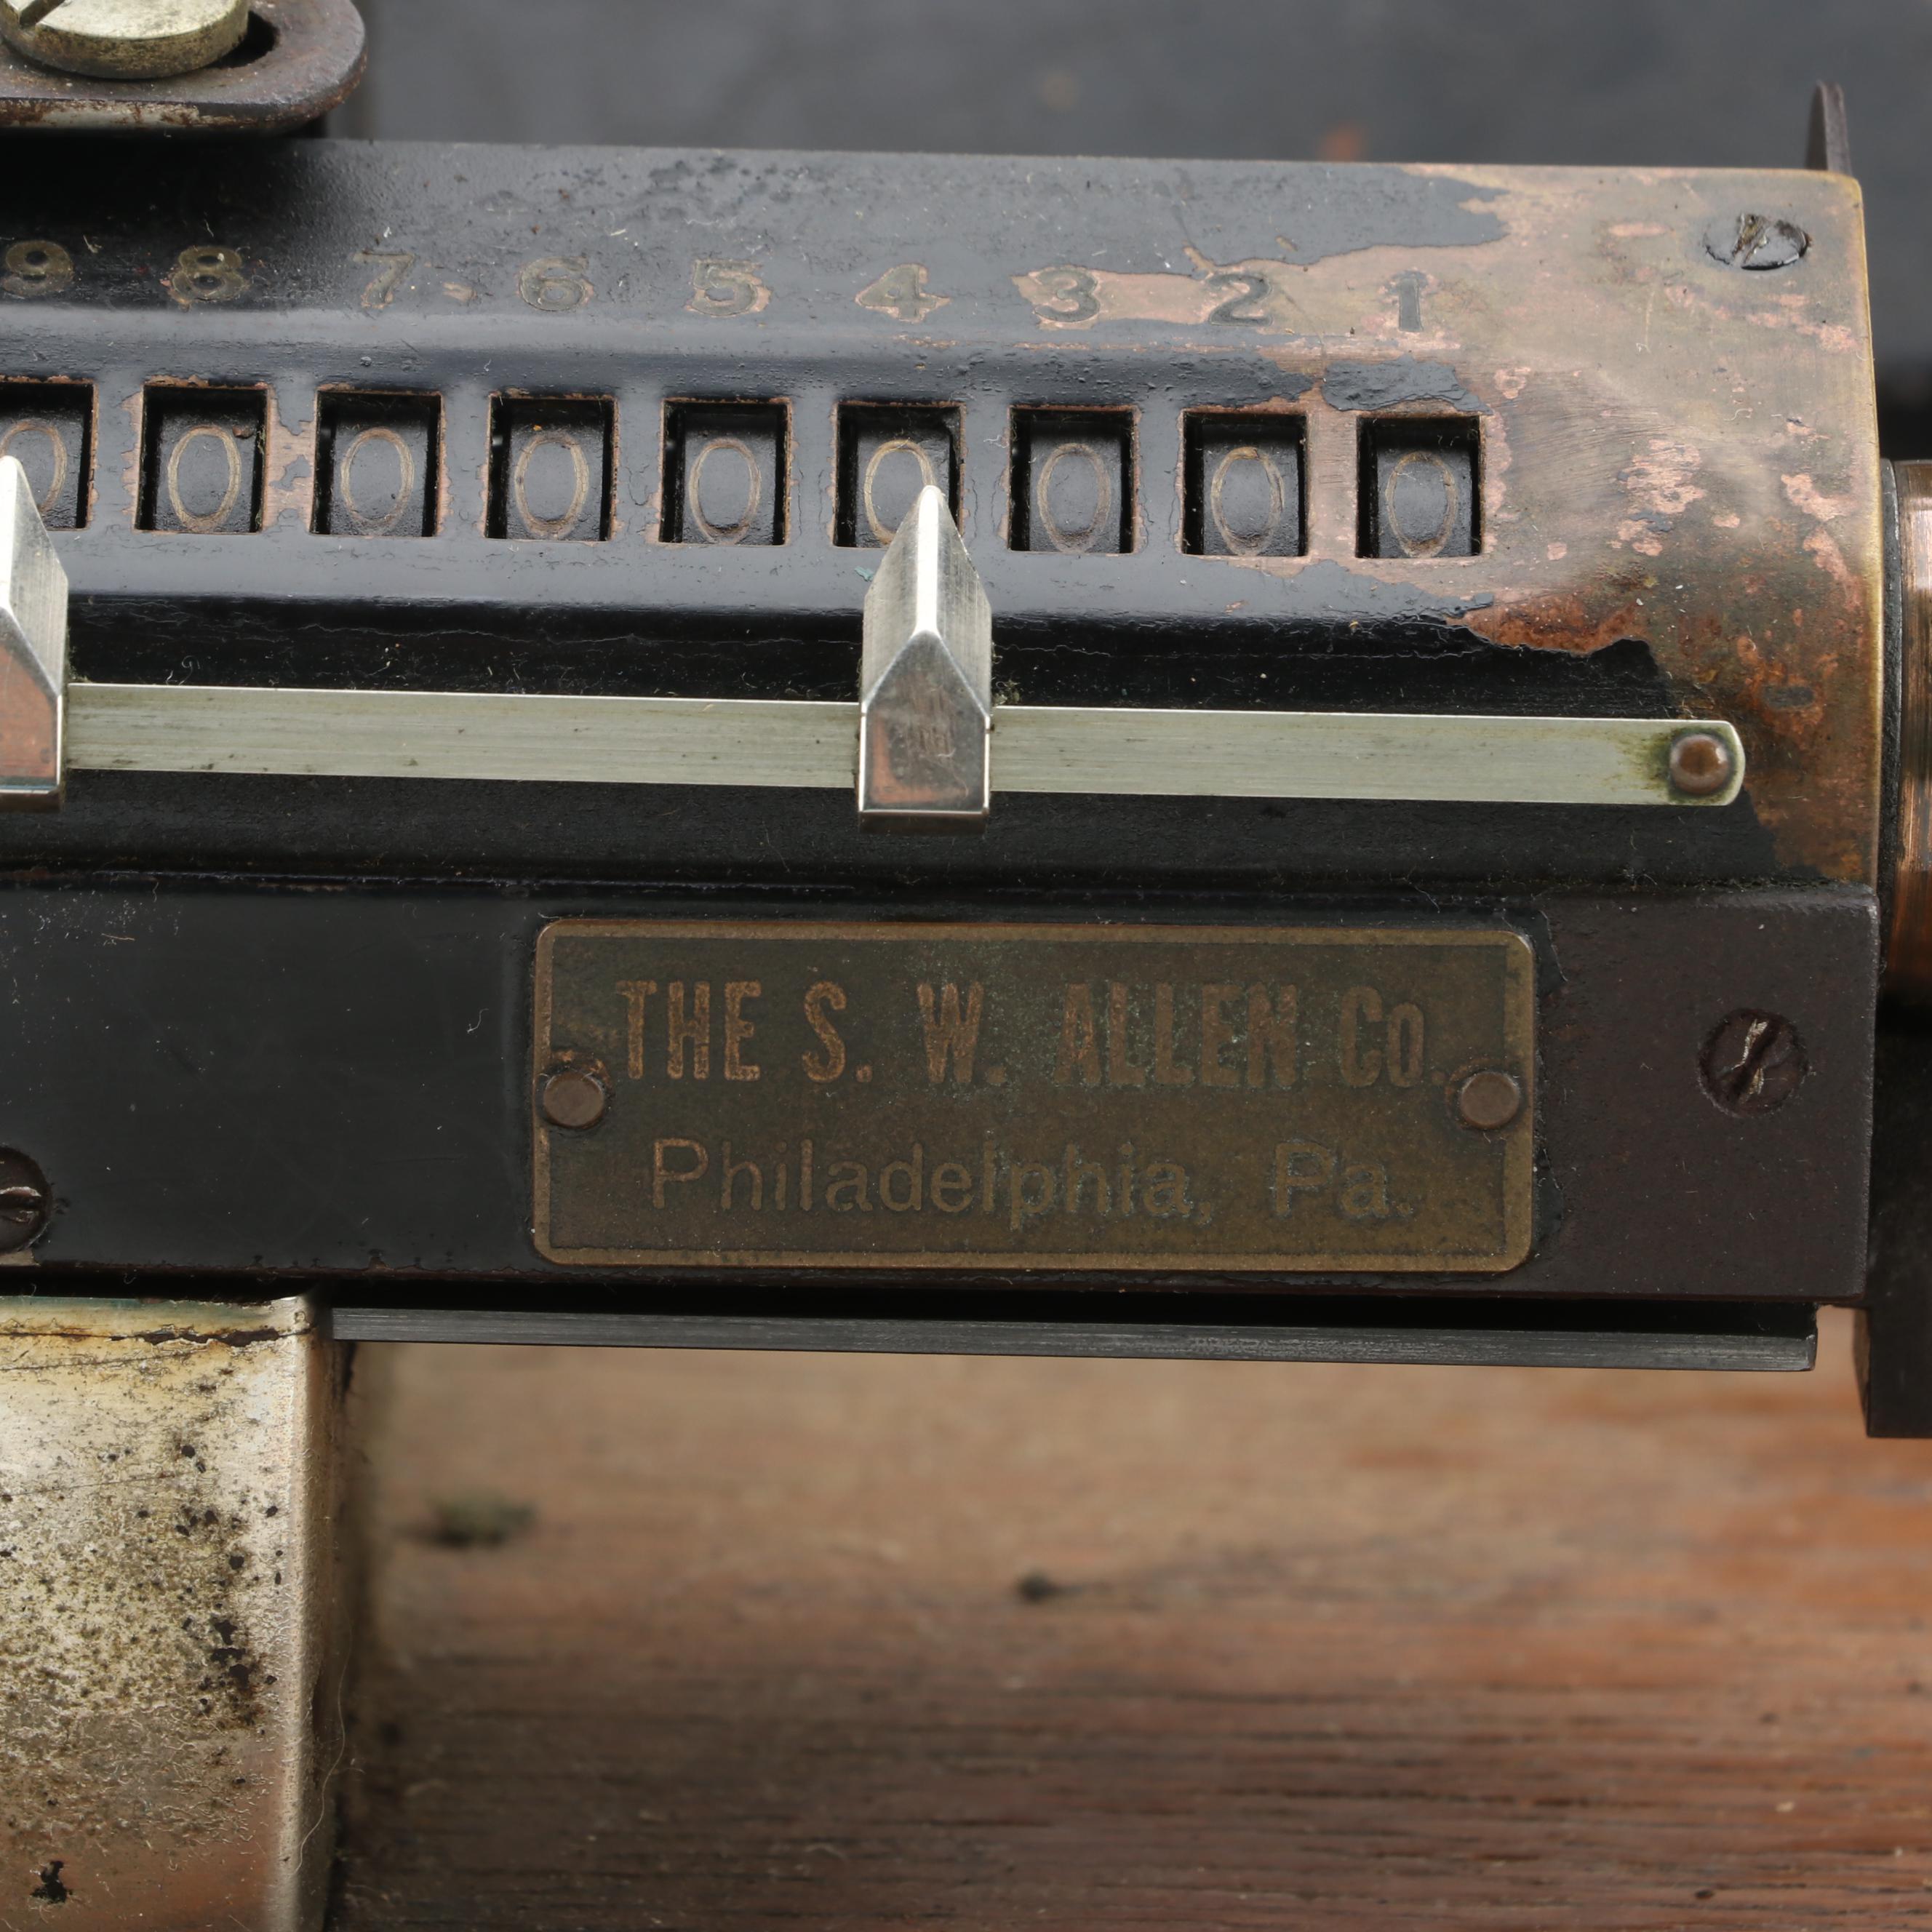 9 8 7 6 5 4 3 2 1
0 0 0 0 0 0 0 0 0
THE S. W. ALLEN Co.
Philadelphia, Pa.